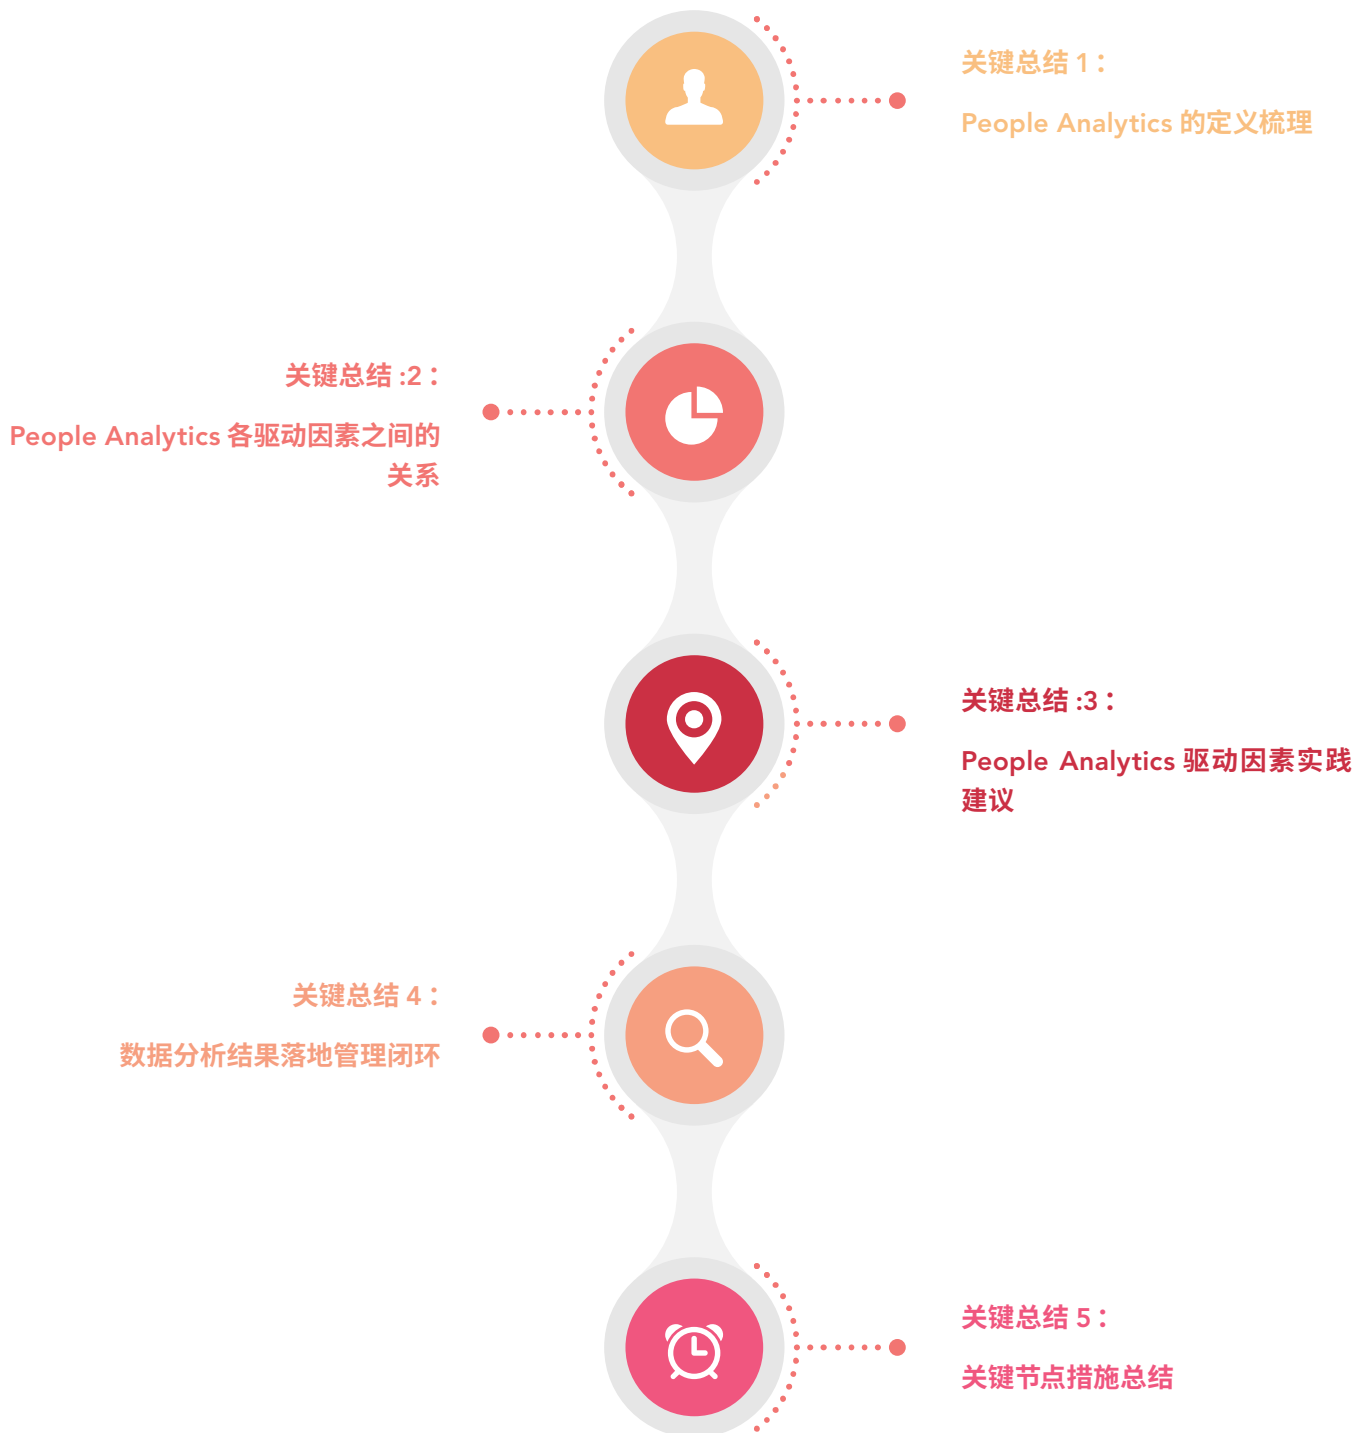 关键总结 1：
People Analytics 的定义梳理
关键总结 :2：
People Analytics 各驱动因素之间的
关系
关键总结 :3：
People Analytics 驱动因素实践
建议
关键总结 4：
数据分析结果落地管理闭环
关键总结 5：
关键节点措施总结